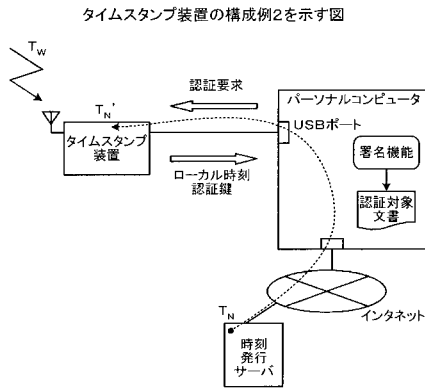 タイムスタンプ装置の構成例2を示す図
TW
認証要求
パーソナルコンピュータ
TN'
USBポート
タイムスタンプ
装置
署名機能
ローカル時刻
認証鍵
認証対象
文書
TN
インタネット
時刻
発行
サーバ